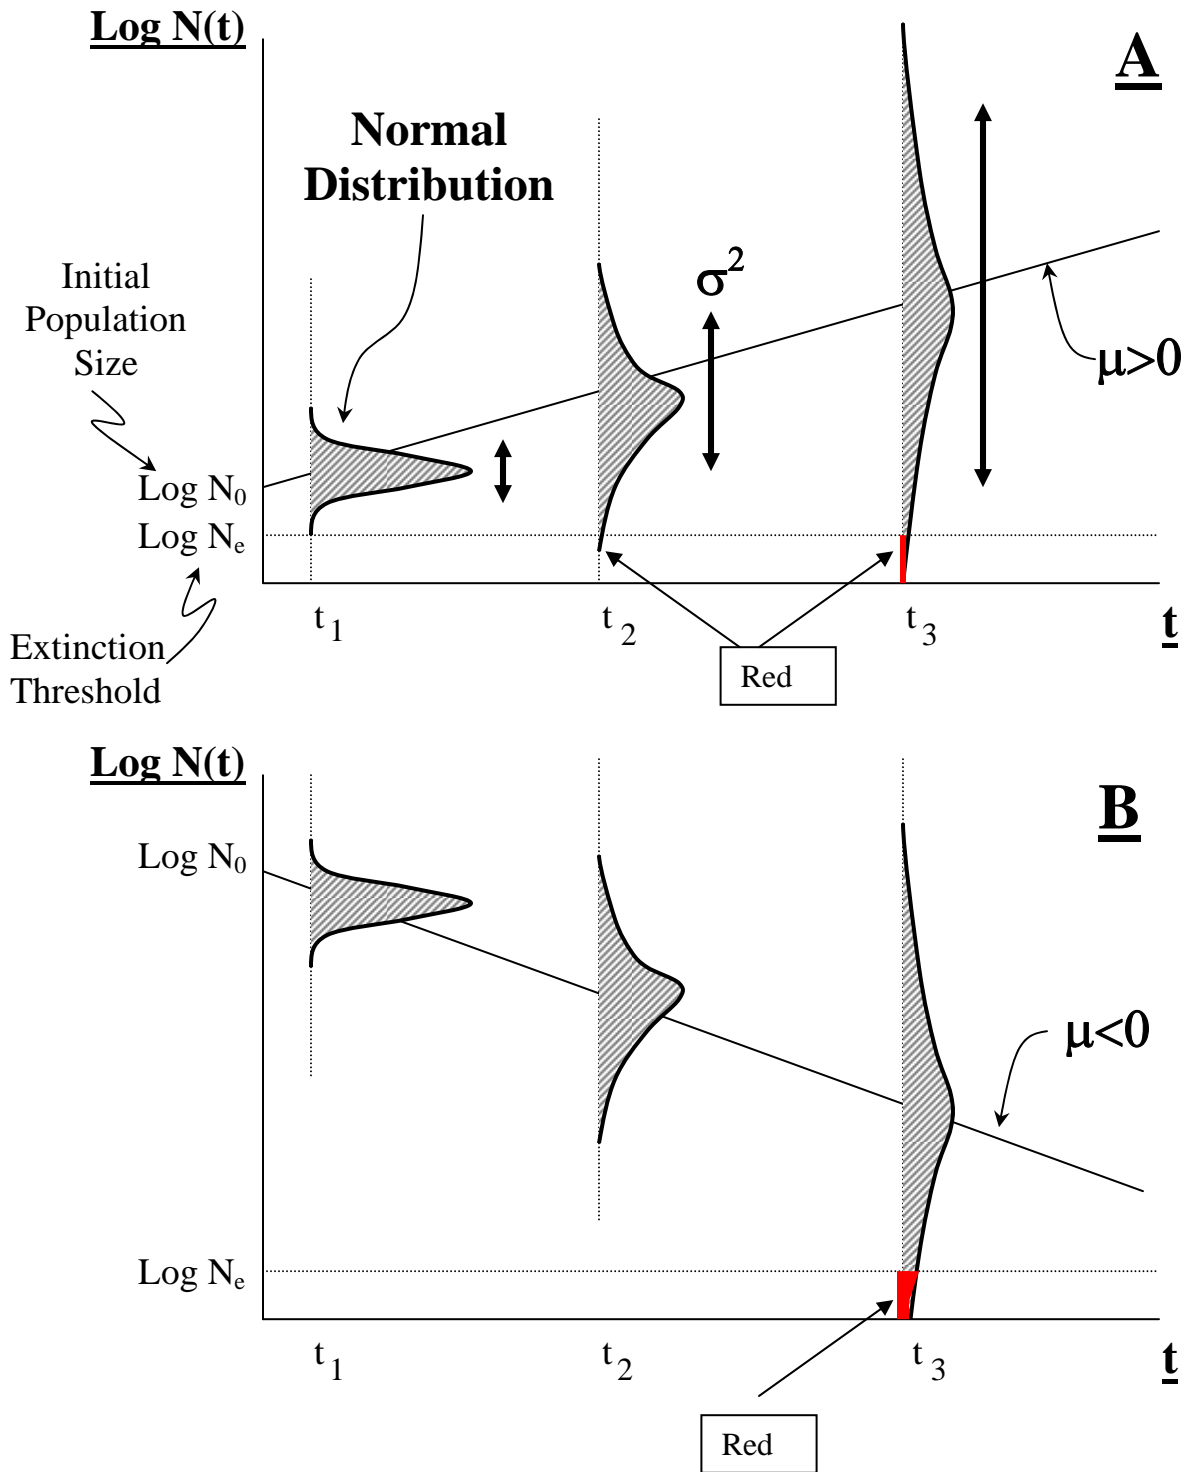 Log N(t)
A
Normal
Distribution
σ²
Initial
Population
Size
μ>0
Log N₀
Log Nₑ
t₁
t₂
t₃
t
Extinction
Threshold
Red
Log N(t)
B
Log N₀
μ<0
Log Nₑ
t₁
t₂
t₃
t
Red